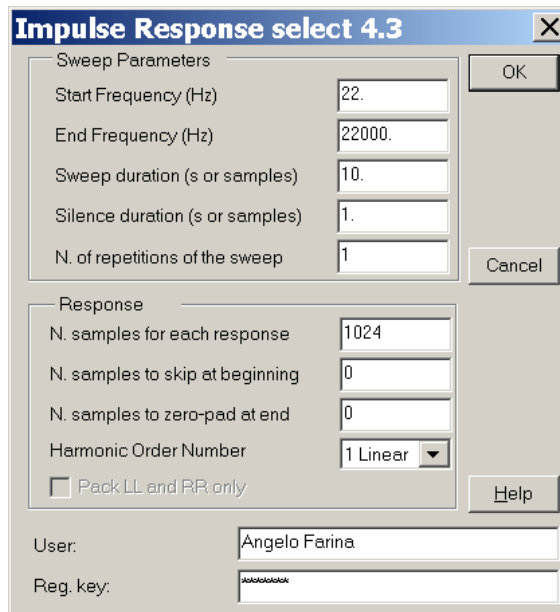 Impulse Response select 4.3
Sweep Parameters
OK
Start Frequency (Hz) 22.
End Frequency (Hz) 22000.
Sweep duration (s or samples) 10.
Silence duration (s or samples) 1.
N. of repetitions of the sweep 1
Cancel
Response
N. samples for each response 1024
N. samples to skip at beginning 0
N. samples to zero-pad at end 0
Harmonic Order Number 1 Linear
Pack LL and RR only
Help
User: Angelo Farina
Reg. key: ********